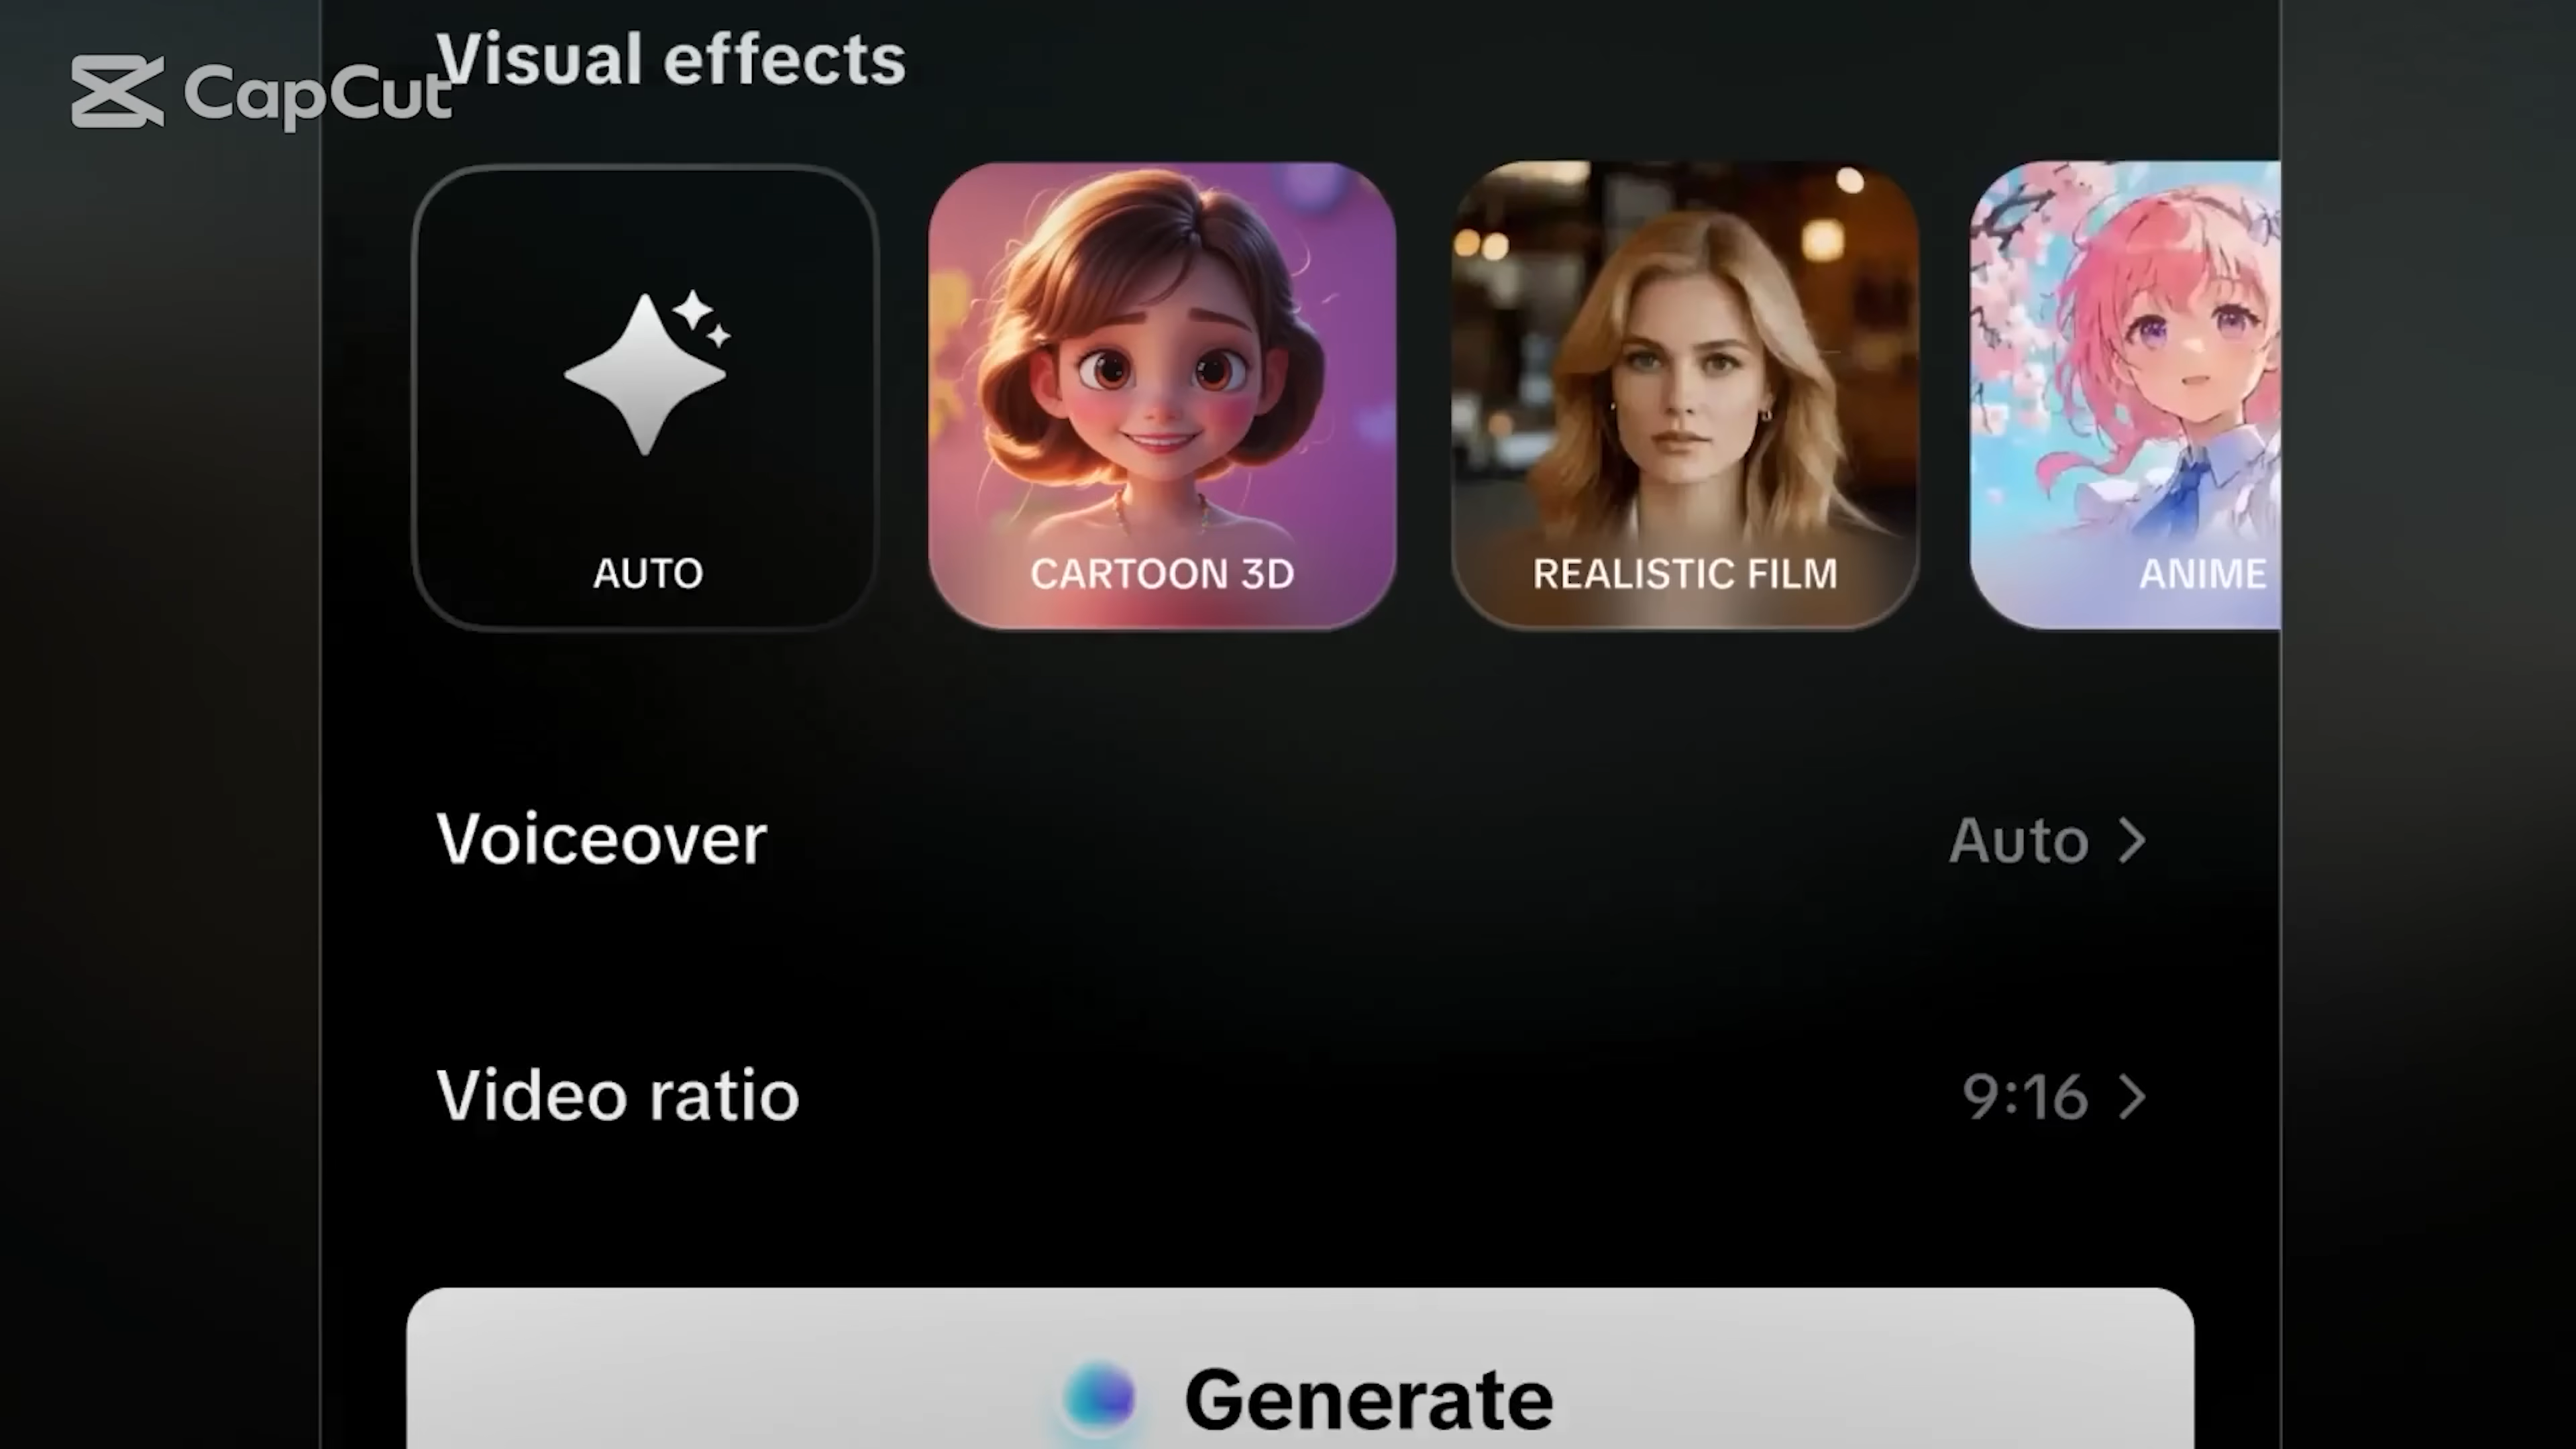 CapCut
Visual effects
AUTO
CARTOON 3D
REALISTIC FILM
ANIME
Voiceover
Auto
Video ratio
9:16
Generate